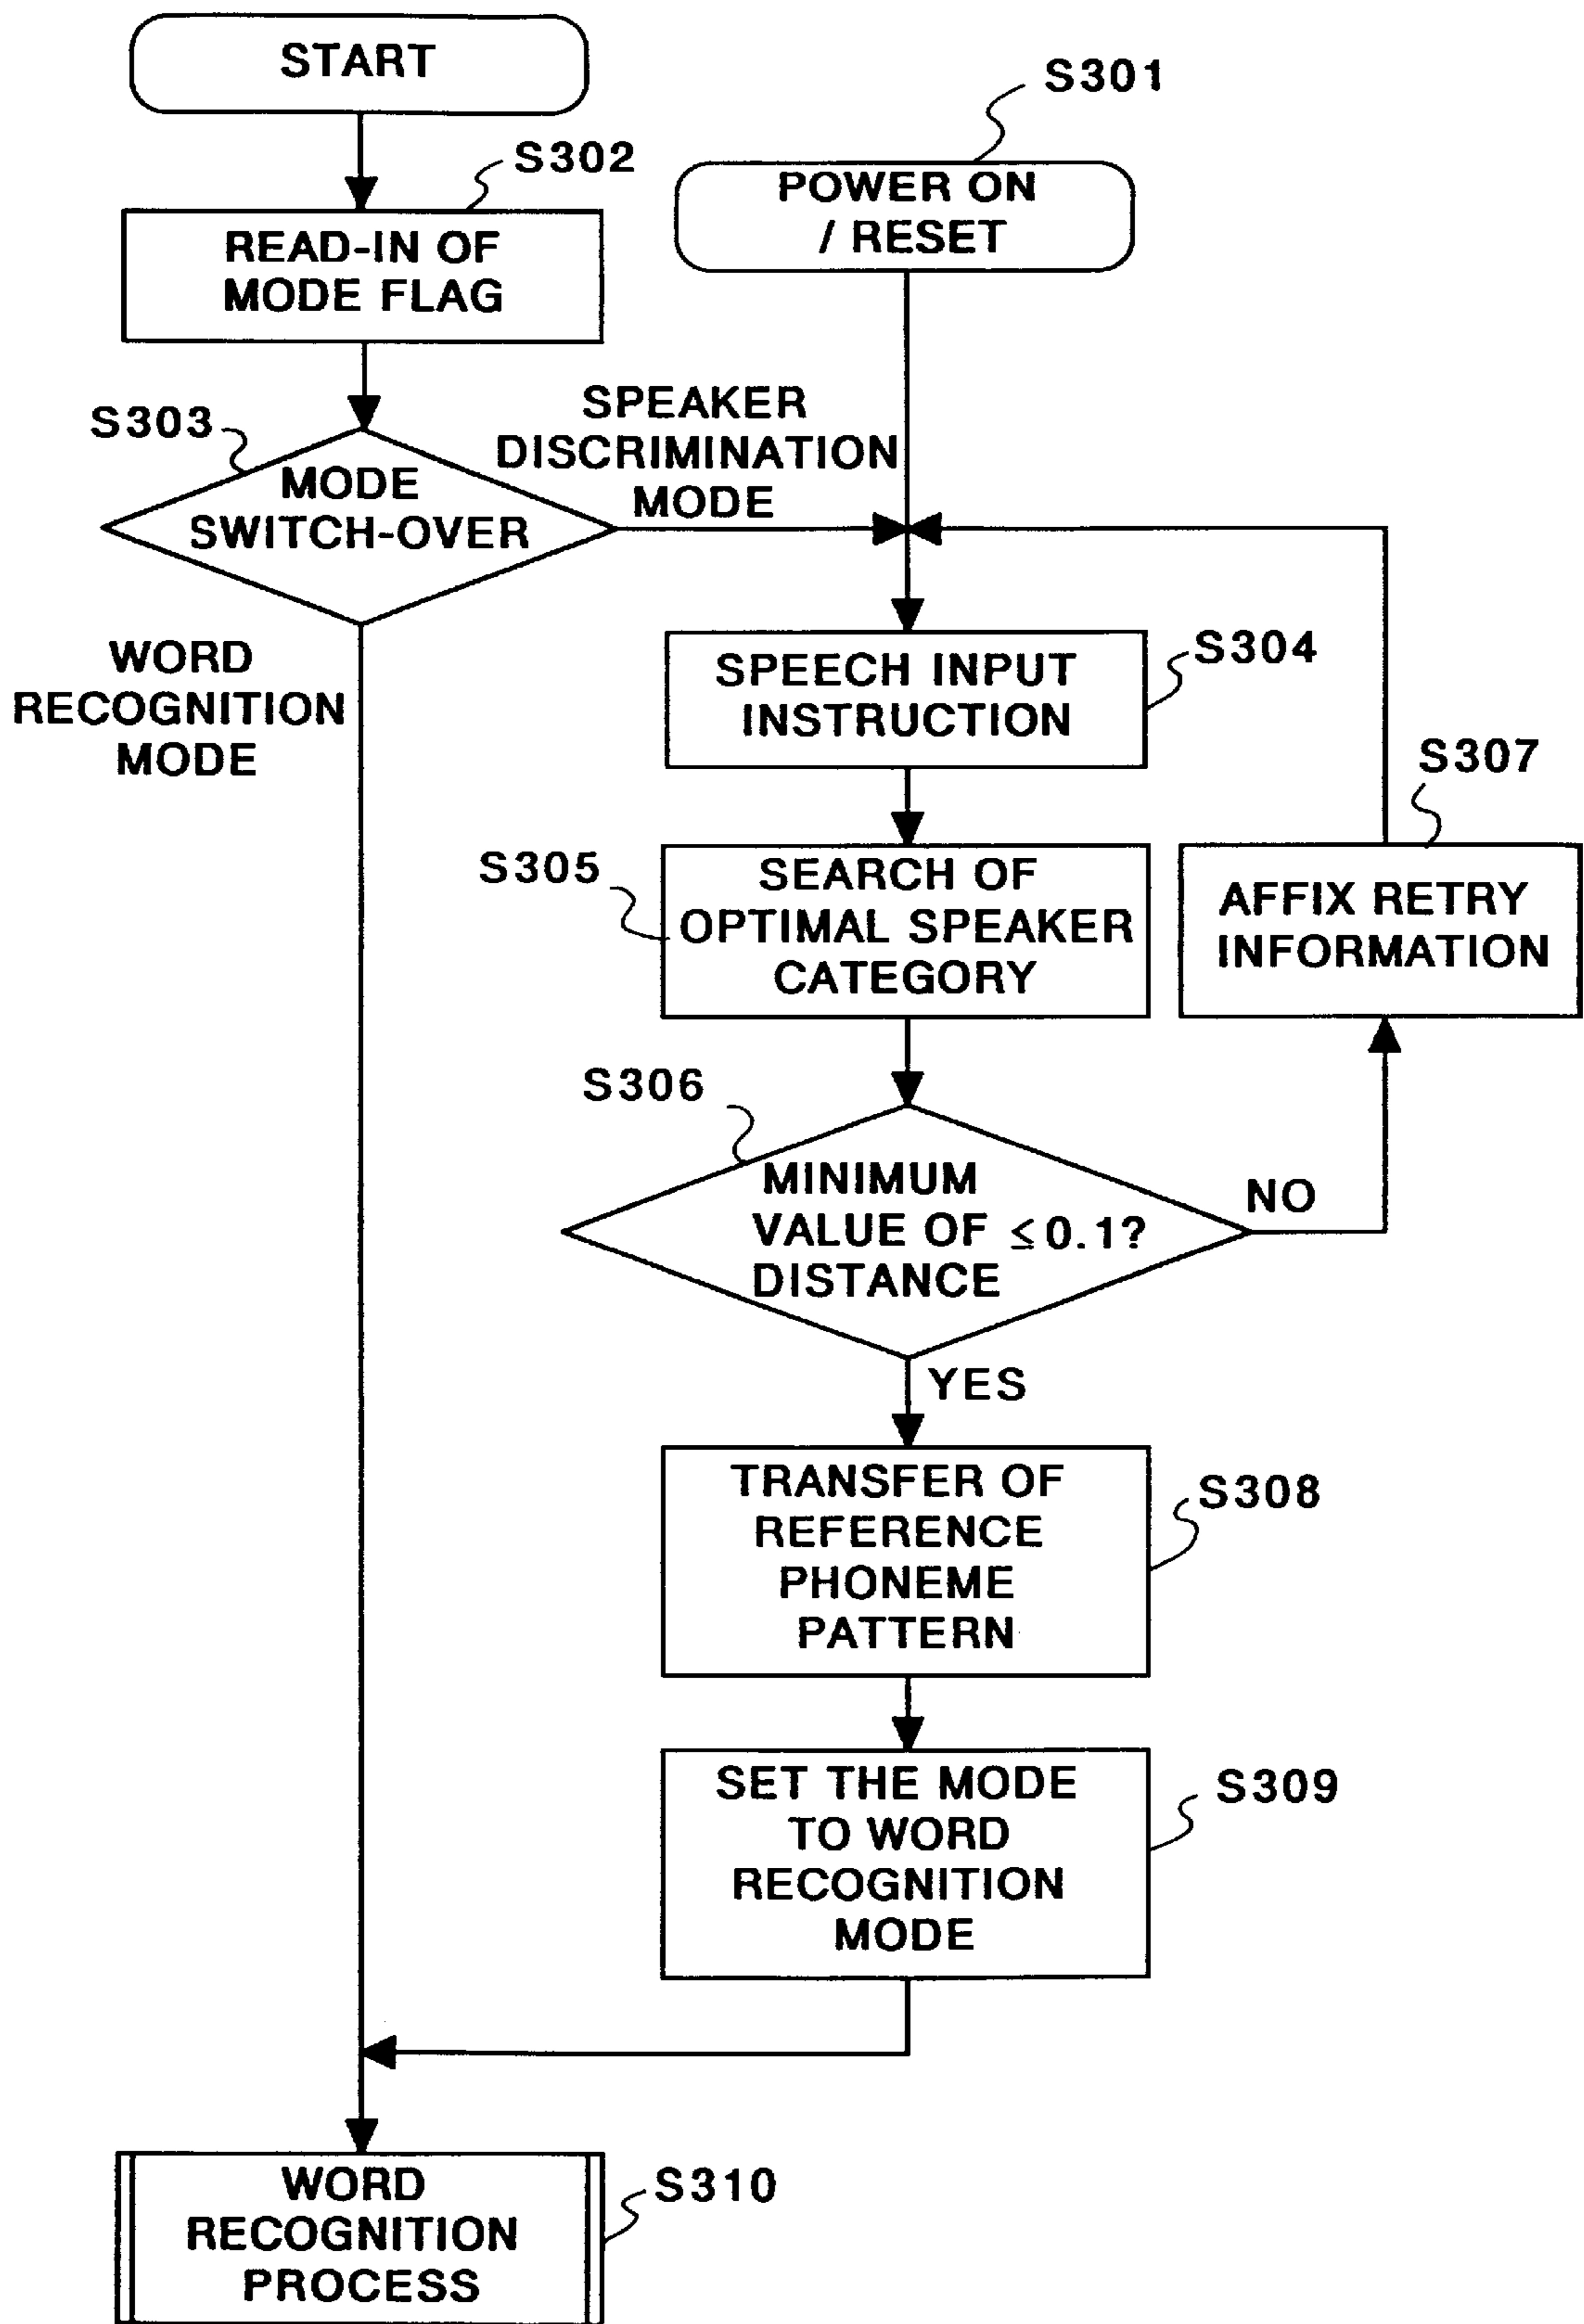 START
S301
S302
POWER ON
/ RESET
READ-IN OF
MODE FLAG
S303
SPEAKER
DISCRIMINATION
MODE
MODE
SWITCH-OVER
WORD
RECOGNITION
MODE
SPEECH INPUT
INSTRUCTION
S304
S307
S305
SEARCH OF
OPTIMAL SPEAKER
CATEGORY
AFFIX RETRY
INFORMATION
S306
MINIMUM
VALUE OF ≤ 0.1?
DISTANCE
NO
YES
TRANSFER OF
REFERENCE
PHONEME
PATTERN
S308
SET THE MODE
TO WORD
RECOGNITION
MODE
S309
WORD
RECOGNITION
PROCESS
S310